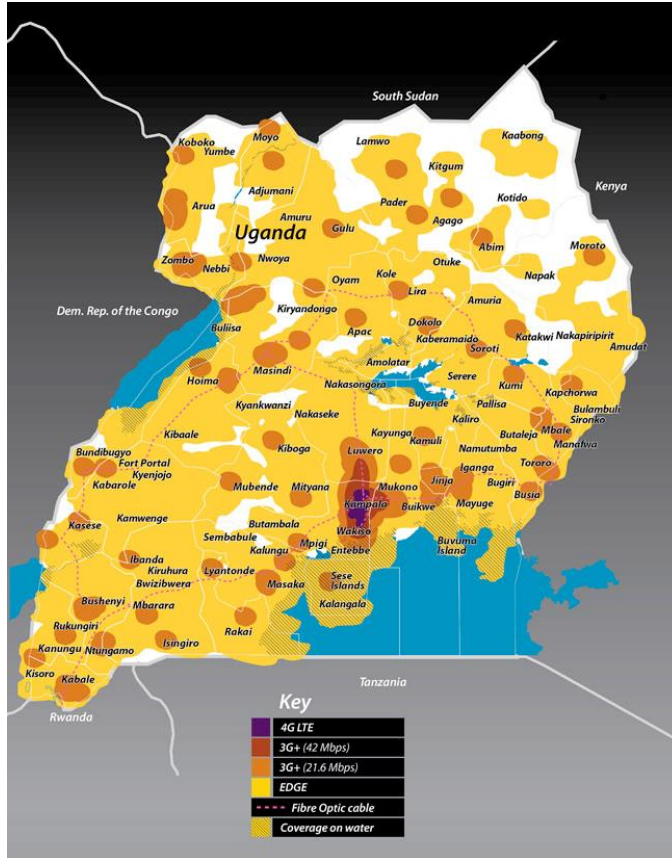 South Sudan
Moyo
Koboko
Yumbe
Lamwo
Kaabong
Kitgum
Kenya
Adjumani
Arua
Pader
Kotido
Amuru
Agago
Uganda
Gulu
Abim
Moroto
Zombo
Nebbi
Nwoya
Otuke
Oyam
Kole
Napak
Lira
Amuria
Dem. Rep. of the Congo
Kiryandongo
Buliisa
Apac
Dokolo
Katakwi
Nakapiripirit
Kaberamaido
Amudat
Soroti
Masindi
Amolatar
Hoima
Serere
Kumi
Nakasongora
Kapchorwa
Kyankwanzi
Buyende
Pallisa
Nakaseke
Bulambuli
Kaliro
Sironko
Kibaale
Kayunga
Butaleja
Mbale
Kamuli
Manafwa
Kiboga
Luwero
Namutumba
Bundibugyo
Fort Portal
Iganga
Tororo
Kyenjojo
Kabarole
Mubende
Mityana
Mukono
Jinja
Bugiri
Busia
Kampala
Buikwe
Mayuge
Kasese
Kamwenge
Butambala
Wakiso
Sembabule
Mpigi
Entebbe
Buvuma
Island
Kalungu
Ibanda
Kiruhura
Lyantonde
Bwizibwera
Masaka
Sese
Islands
Bushenyi
Kalangala
Mbarara
Rukungiri
Rakai
Kanungu
Ntungamo
Isingiro
Kisoro
Kabale
Tanzania
Rwanda
Key
4G LTE
3G+ (42 Mbps)
3G+ (21.6 Mbps)
EDGE
Fibre Optic cable
Coverage on water